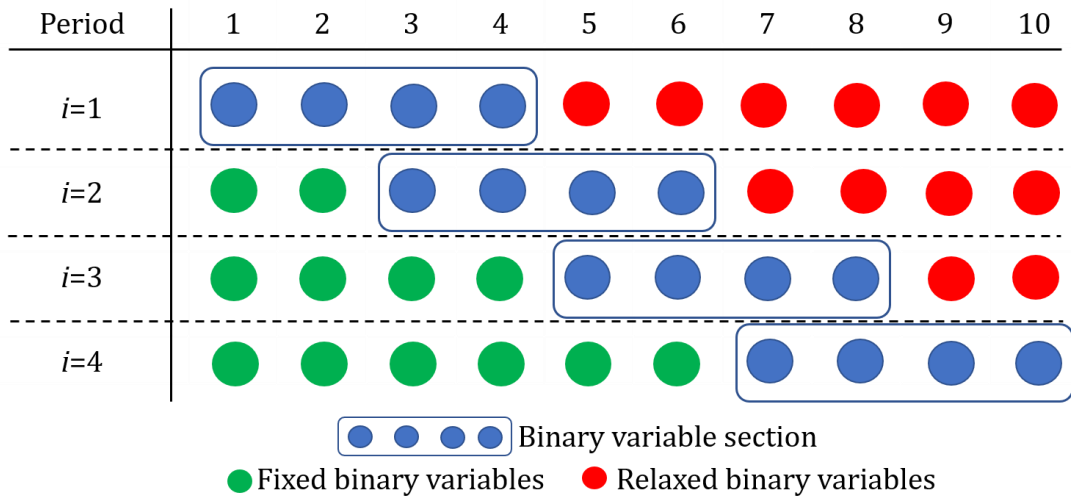 Period 1 2 3 4 5 6 7 8 9 10
i=1
i=2
i=3
i=4
Binary variable section
Fixed binary variables Relaxed binary variables